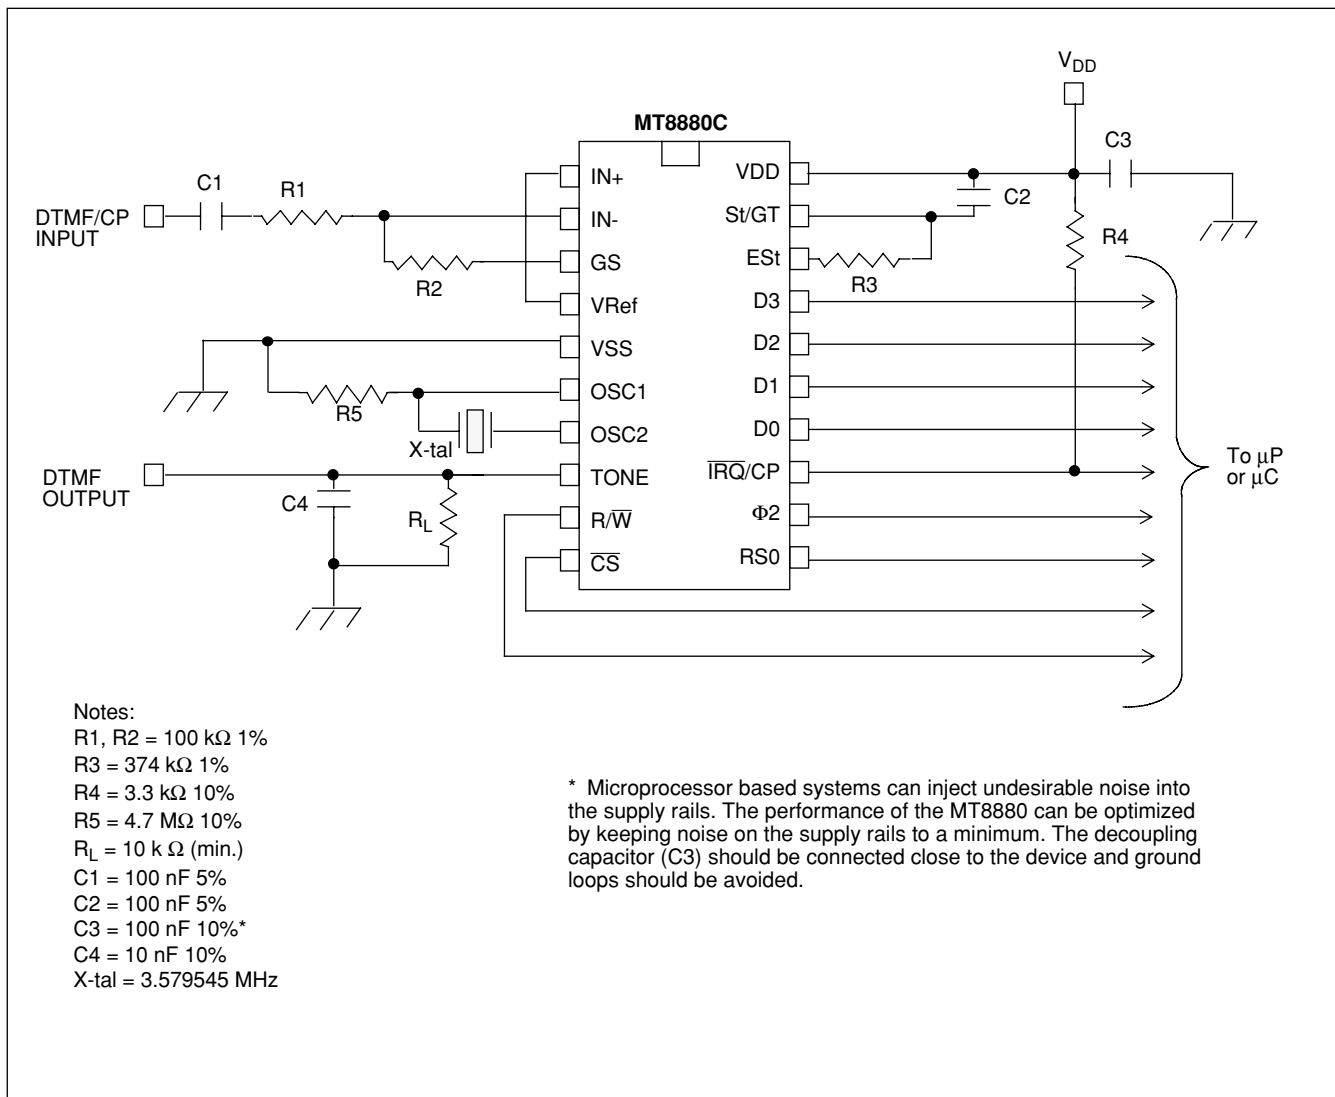 V_DD
MT8880C
C3
C1
R1
DTMF/CP
INPUT
IN+
IN-
GS
VRef
VSS
OSC1
OSC2
TONE
R/W̅
C̅S̅
VDD
St/GT
ESt
D3
D2
D1
D0
I̅R̅Q̅/CP
Φ2
RS0
C2
R4
R3
R2
R5
X-tal
DTMF
OUTPUT
C4
R_L
To μP
or μC
Notes:
R1, R2 = 100 kΩ 1%
R3 = 374 kΩ 1%
R4 = 3.3 kΩ 10%
R5 = 4.7 MΩ 10%
R_L = 10 k Ω (min.)
C1 = 100 nF 5%
C2 = 100 nF 5%
C3 = 100 nF 10%*
C4 = 10 nF 10%
X-tal = 3.579545 MHz
* Microprocessor based systems can inject undesirable noise into
the supply rails. The performance of the MT8880 can be optimized
by keeping noise on the supply rails to a minimum. The decoupling
capacitor (C3) should be connected close to the device and ground
loops should be avoided.